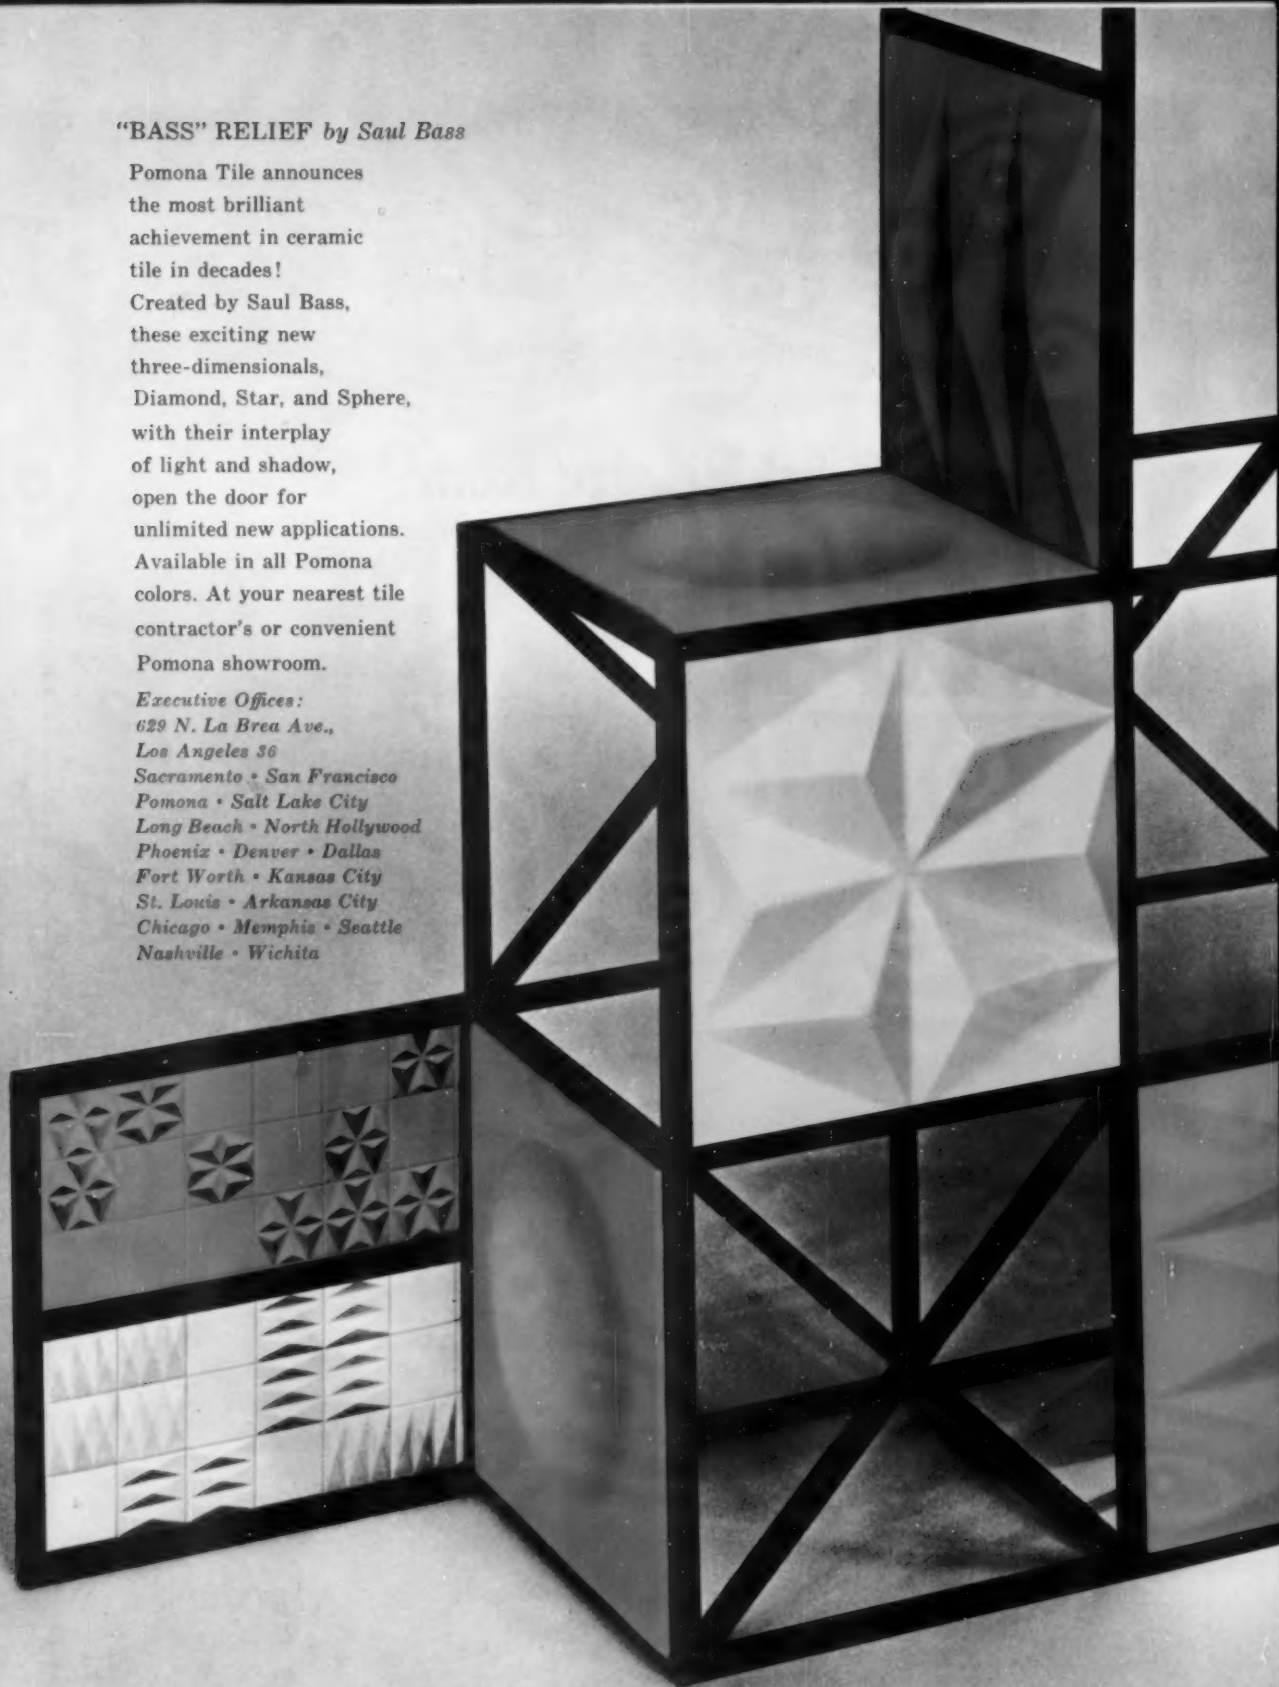 “BASS” RELIEF by Saul Bass
Pomona Tile announces
the most brilliant
achievement in ceramic
tile in decades!
Created by Saul Bass,
these exciting new
three-dimensionals,
Diamond, Star, and Sphere,
with their interplay
of light and shadow,
open the door for
unlimited new applications.
Available in all Pomona
colors. At your nearest tile
contractor's or convenient
Pomona showroom.
Executive Offices:
629 N. La Brea Ave.,
Los Angeles 36
Sacramento • San Francisco
Pomona • Salt Lake City
Long Beach • North Hollywood
Phoenix • Denver • Dallas
Fort Worth • Kansas City
St. Louis • Arkansas City
Chicago • Memphis • Seattle
Nashville • Wichita